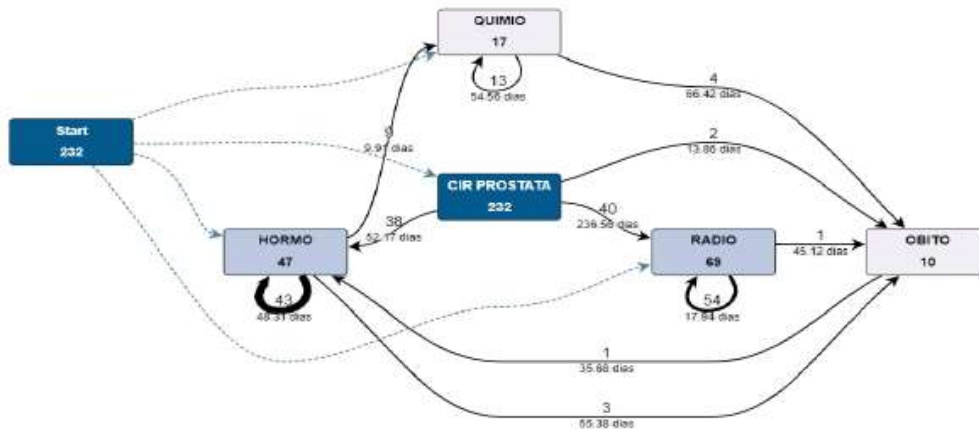 QUIMIO
17
13
54.56 dias
4
66.42 dias
Start
232
9
9.91 dias
2
13.86 dias
CIR PROSTATA
232
38
52.17 dias
40
236.56 dias
HORMO
47
RADIO
69
1
45.12 dias
OBITO
10
43
48.31 dias
54
17.94 dias
1
35.68 dias
3
55.38 dias